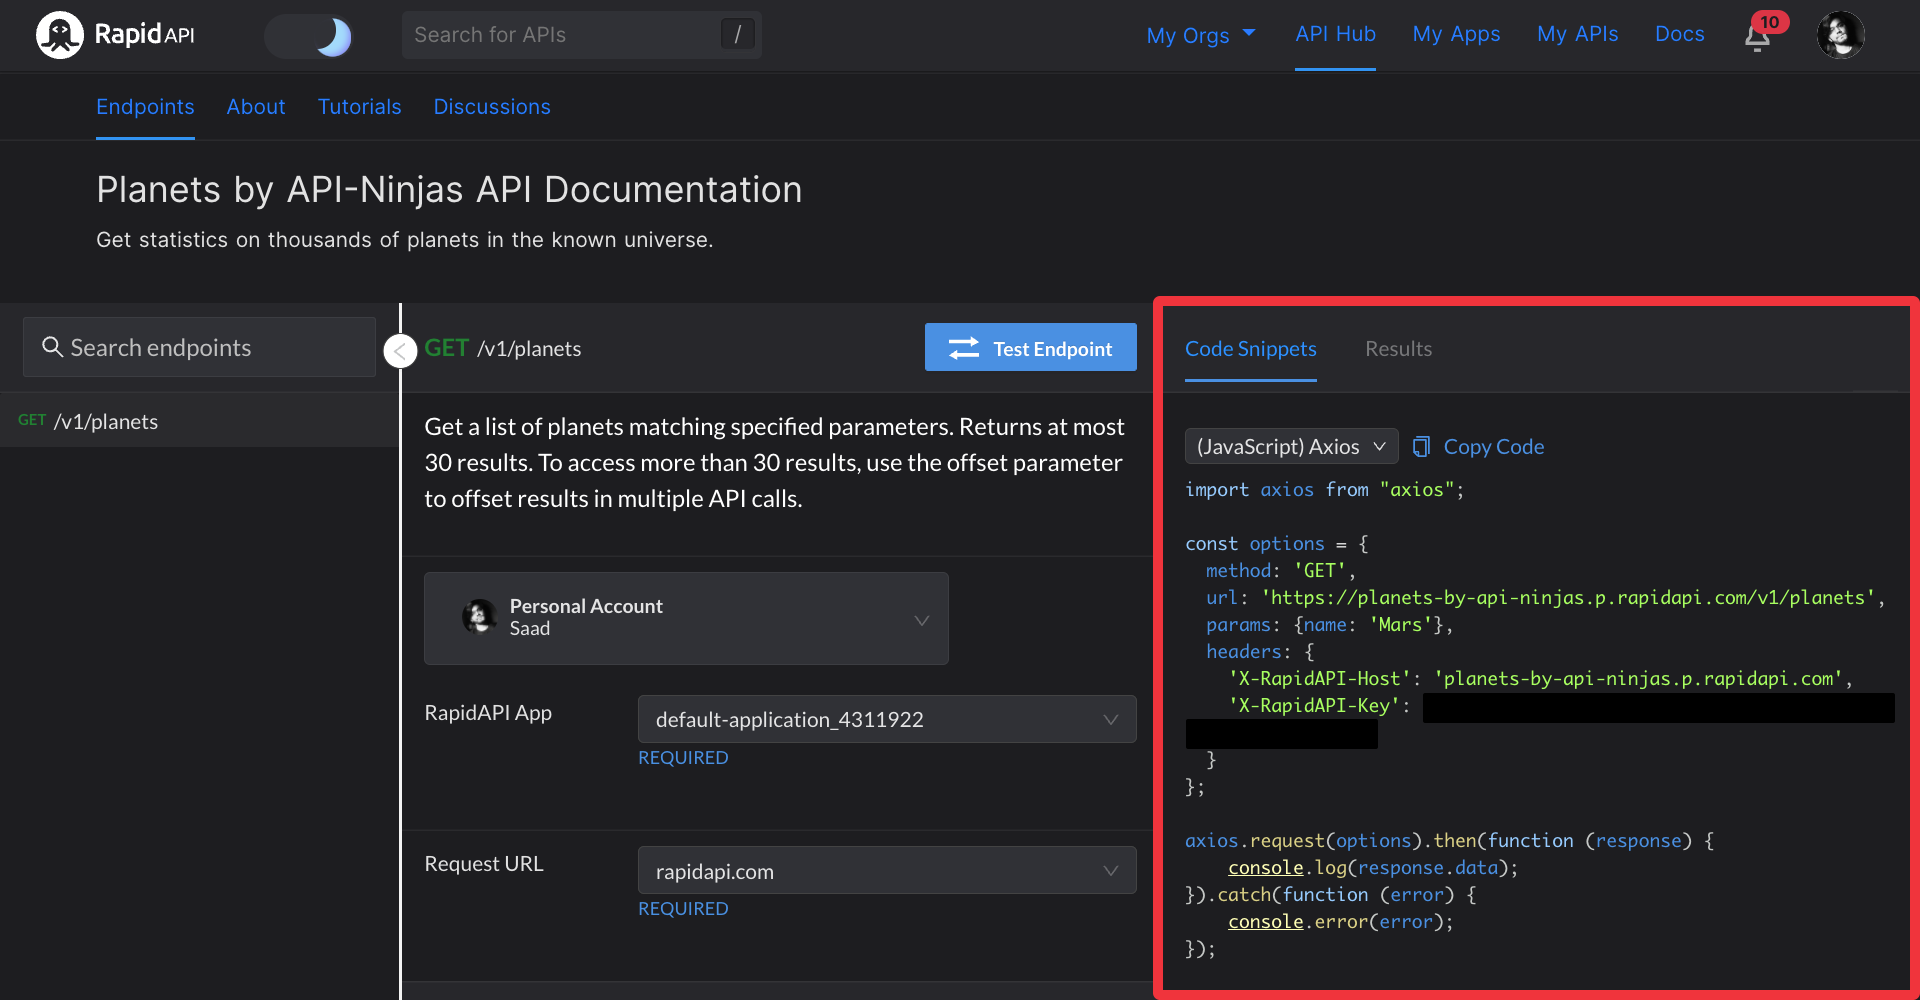 RapidAPI
Search for APIs /
My Orgs API Hub My Apps My APIs Docs 10
Endpoints About Tutorials Discussions
Planets by API-Ninjas API Documentation
Get statistics on thousands of planets in the known universe.
Search endpoints
GET /v1/planets
GET /v1/planets
Test Endpoint
Get a list of planets matching specified parameters. Returns at most
30 results. To access more than 30 results, use the offset parameter
to offset results in multiple API calls.
Personal Account
Saad
RapidAPI App
default-application_4311922
REQUIRED
Request URL
rapidapi.com
REQUIRED
Code Snippets Results
(JavaScript) Axios Copy Code
import axios from "axios";
const options = {
  method: 'GET',
  url: 'https://planets-by-api-ninjas.p.rapidapi.com/v1/planets',
  params: {name: 'Mars'},
  headers: {
    'X-RapidAPI-Host': 'planets-by-api-ninjas.p.rapidapi.com',
    'X-RapidAPI-Key':
  }
};
axios.request(options).then(function (response) {
    console.log(response.data);
}).catch(function (error) {
    console.error(error);
});